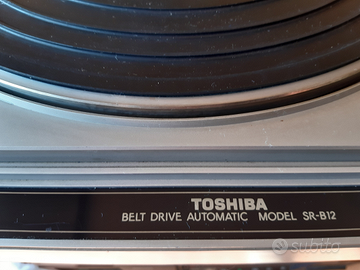 TOSHIBA
BELT DRIVE AUTOMATIC MODEL SR-B12
subito